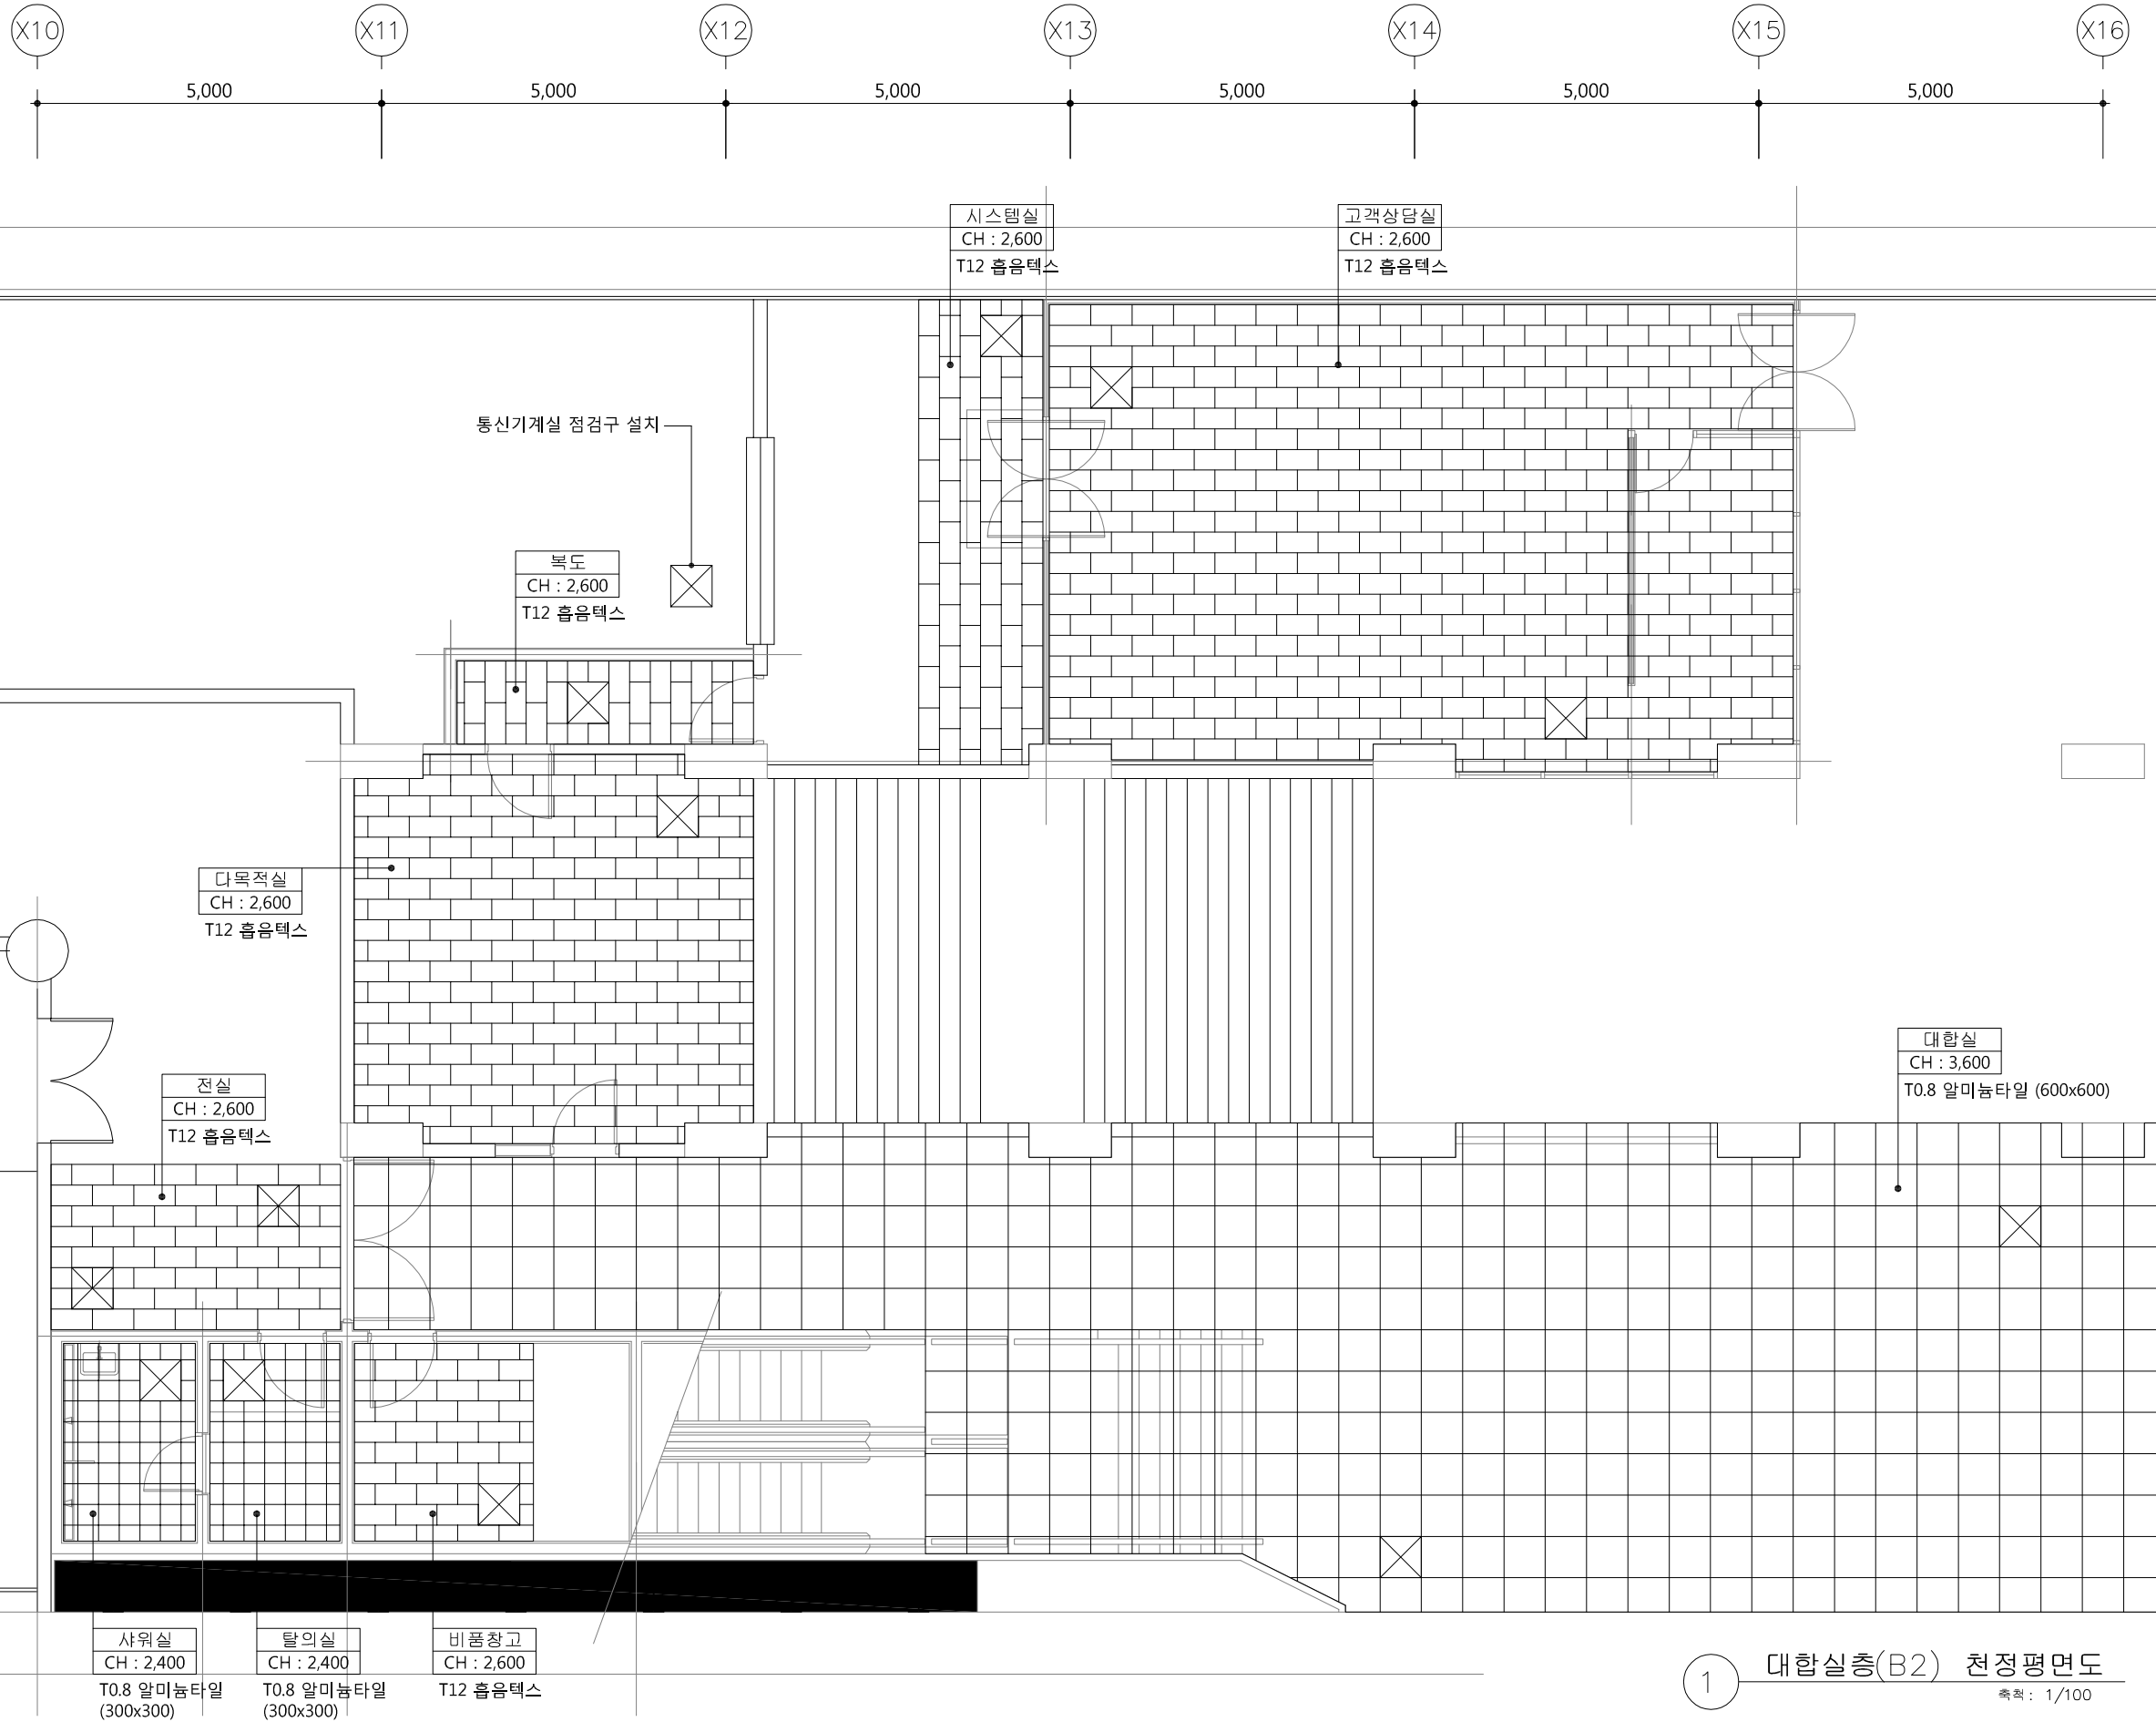 X10
X11
X12
X13
X14
X15
X16
5,000
5,000
5,000
5,000
5,000
5,000
시스템실
CH : 2,600
T12 흡음텍스
고객상담실
CH : 2,600
T12 흡음텍스
통신기계실 점검구 설치
복도
CH : 2,600
T12 흡음텍스
다목적실
CH : 2,600
T12 흡음텍스
대합실
CH : 3,600
T0.8 알미늄타일 (600x600)
전실
CH : 2,600
T12 흡음텍스
샤워실
CH : 2,400
T0.8 알미늄타일
(300x300)
탈의실
CH : 2,400
T0.8 알미늄타일
(300x300)
비품창고
CH : 2,600
T12 흡음텍스
1
대합실층(B2) 천정평면도
축척 : 1/100